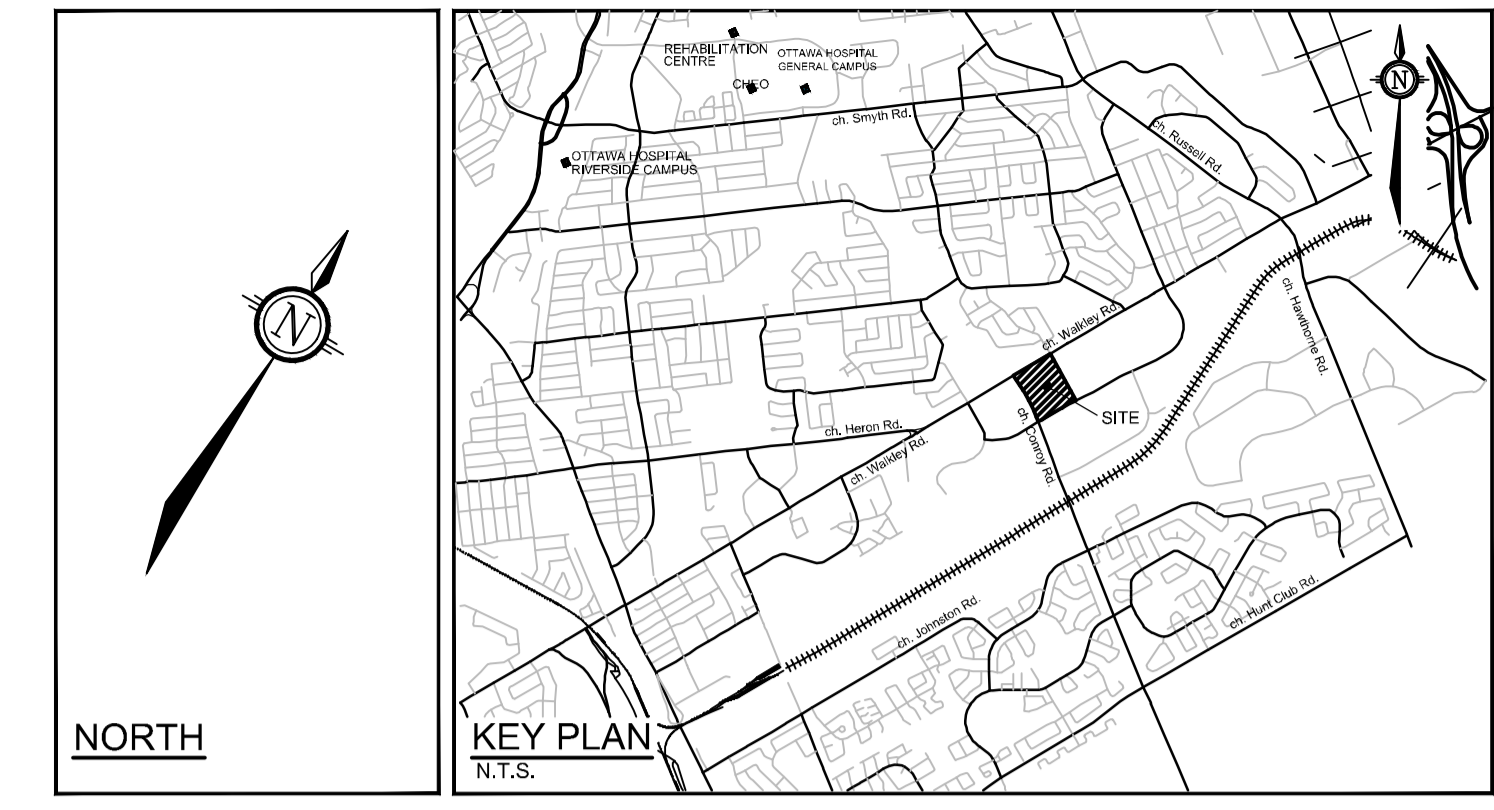 N
NORTH
REHABILITATION
CENTRE
OTTAWA HOSPITAL
GENERAL CAMPUS
CHEO
N
ch. Smyth Rd.
ch. Russell Rd.
OTTAWA HOSPITAL
RIVERSIDE CAMPUS
ch. Hawthorne Rd.
ch. Walkley Rd.
SITE
ch. Heron Rd.
ch. Walkley Rd.
ch. Conroy Rd.
ch. Johnston Rd.
ch. Hunt Club Rd.
KEY PLAN
N.T.S.